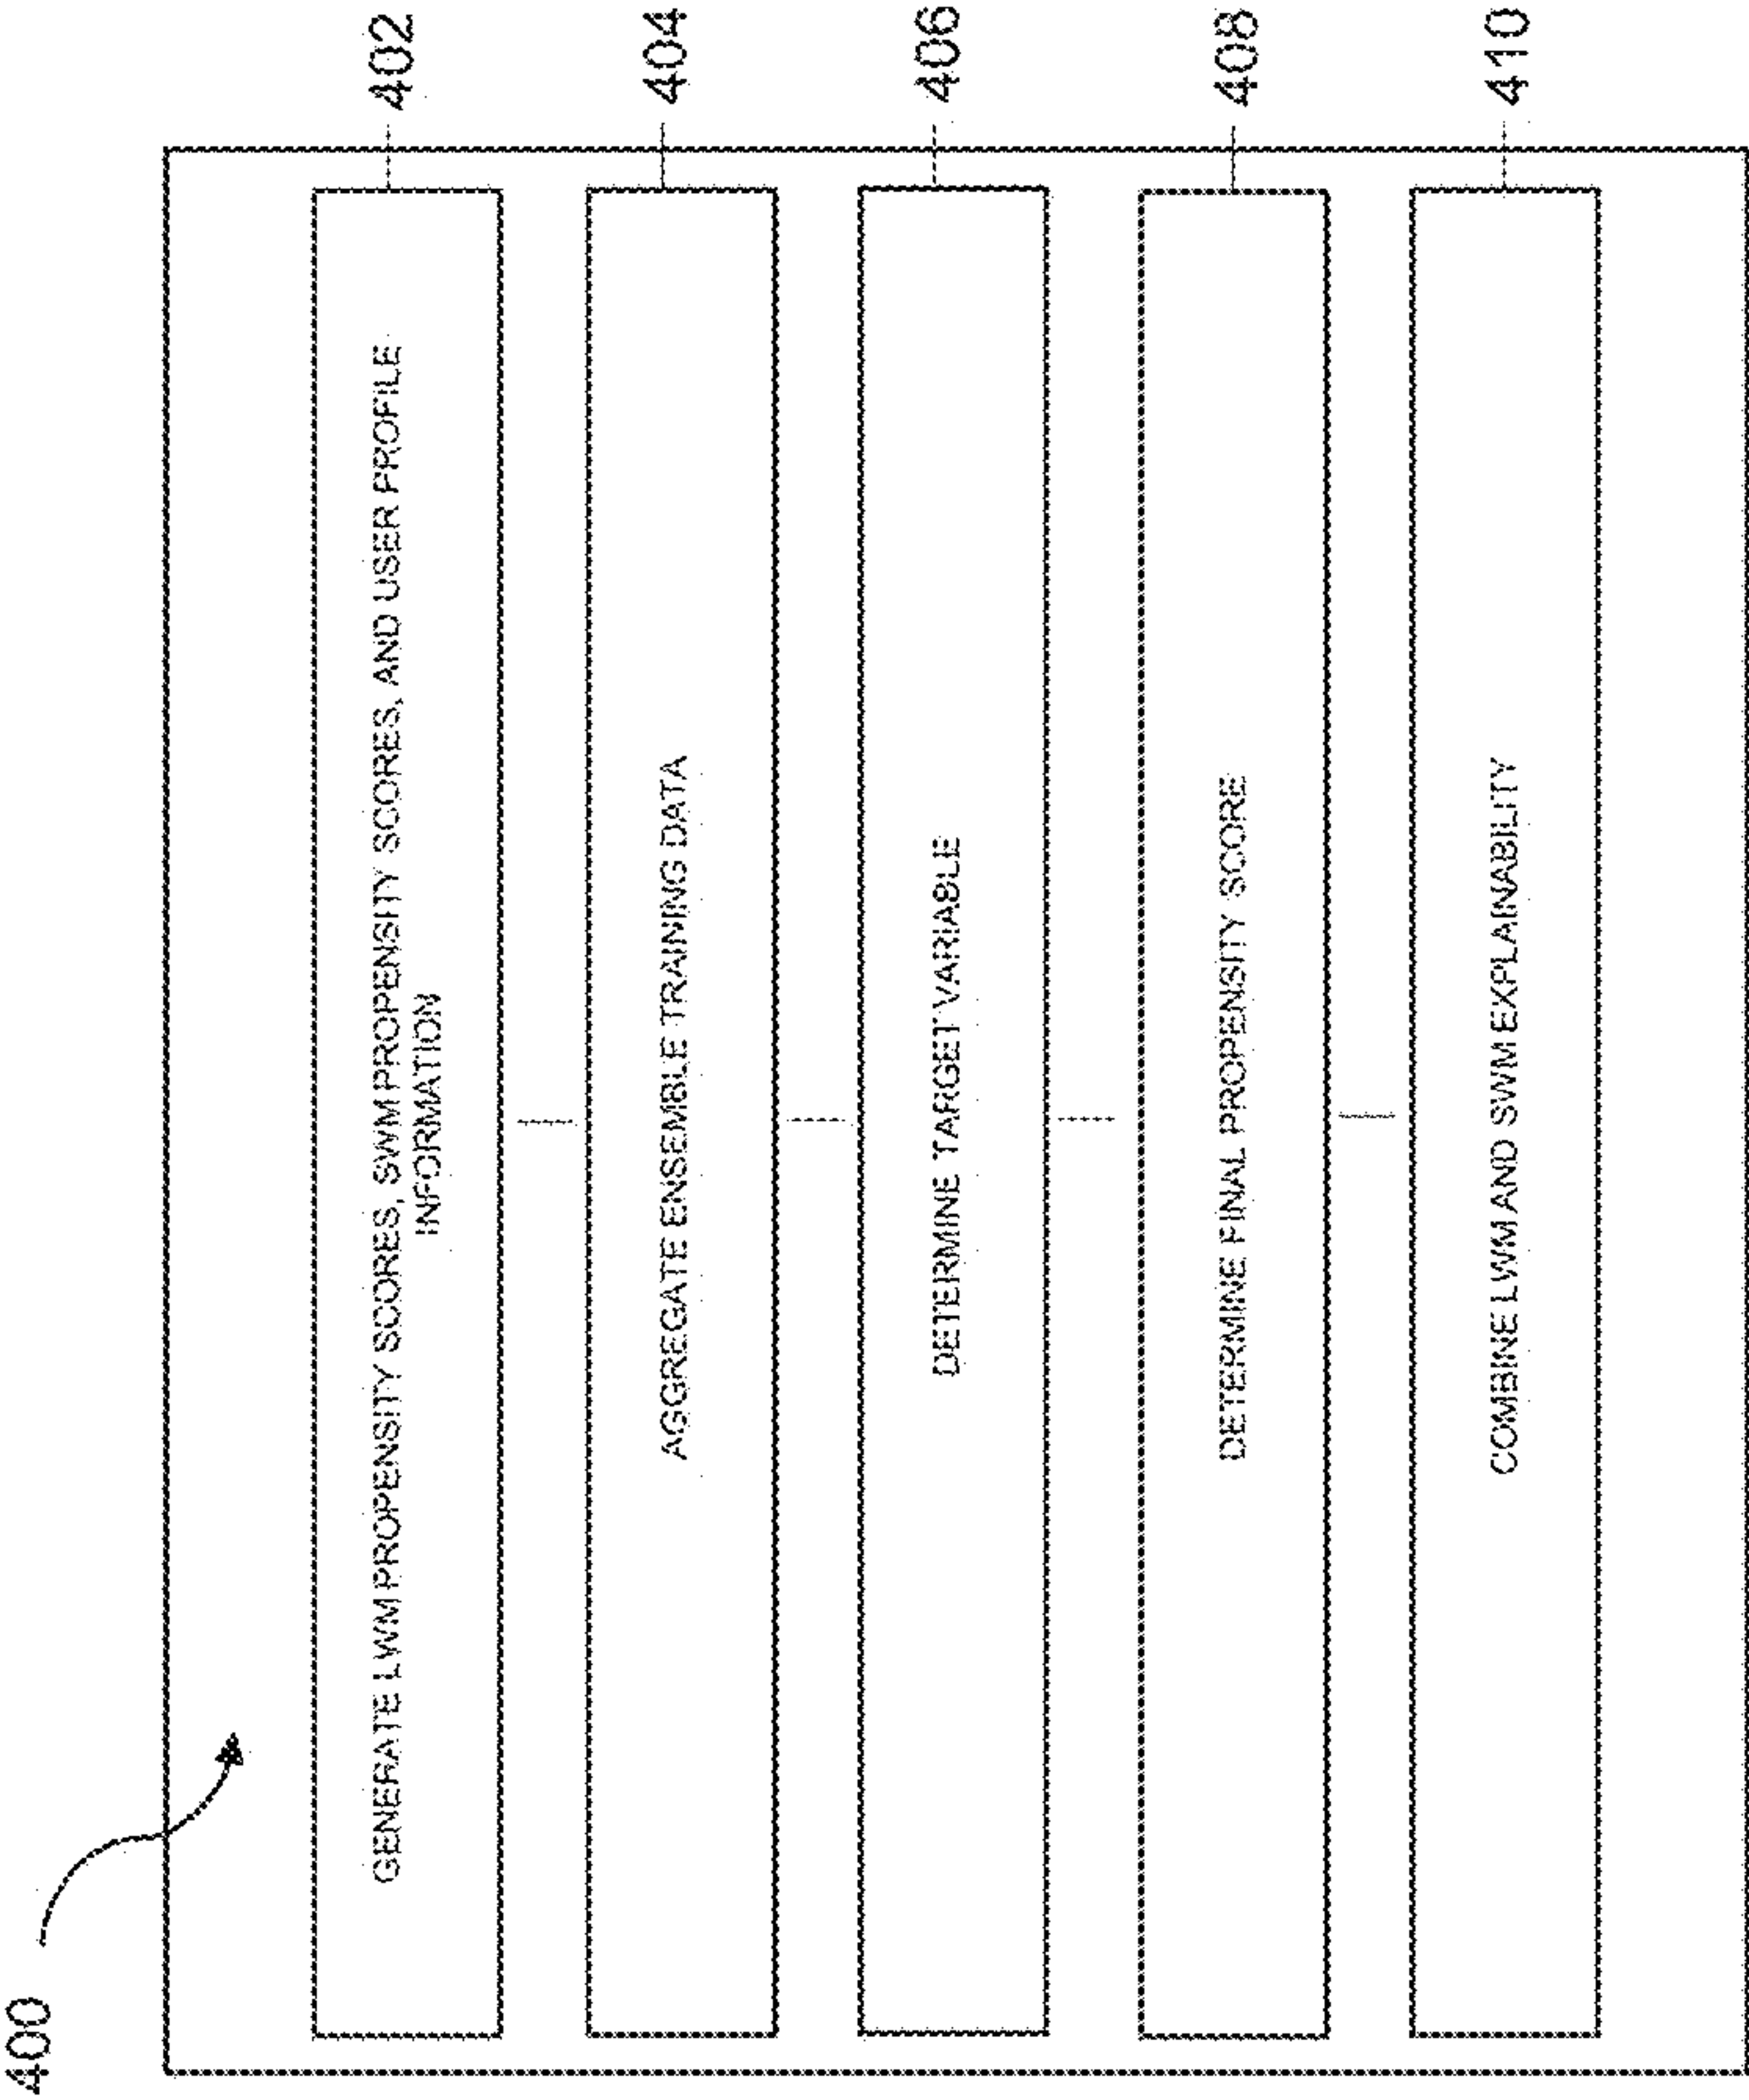 400
GENERATE LWM PROPENSITY SCORES, SWM PROPENSITY SCORES, AND USER PROFILE
INFORMATION
402
AGGREGATE ENSEMBLE TRAINING DATA
404
DETERMINE TARGET VARIABLE
406
DETERMINE FINAL PROPENSITY SCORE
408
COMBINE LWM AND SWM EXPLAINABILITY
410